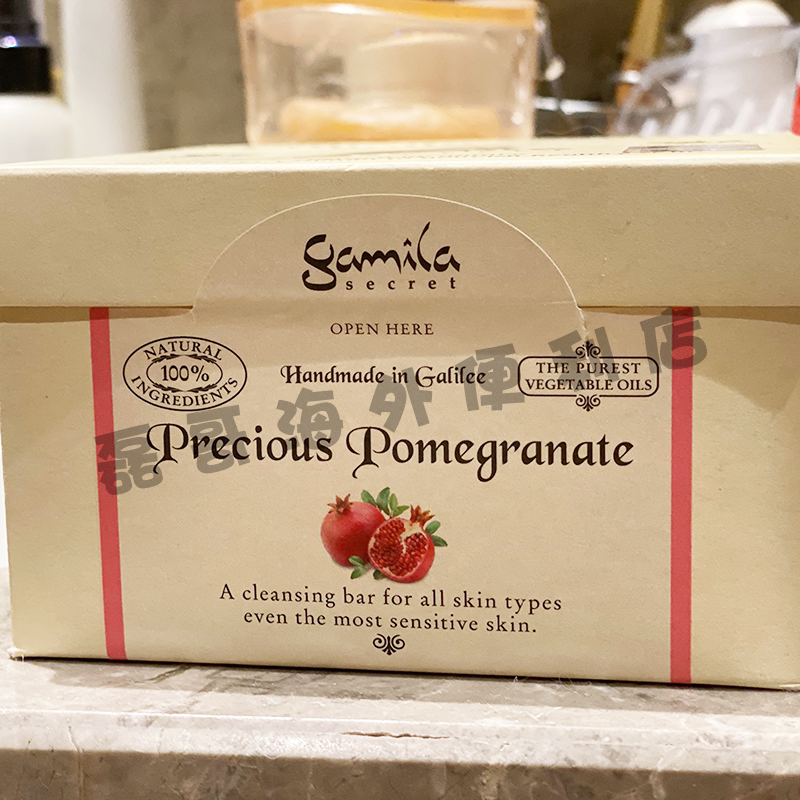 gamila
secret
OPEN HERE
NATURAL
100%
INGREDIENTS
Handmade in Galilee
THE PUREST
VEGETABLE OILS
磊哥海外便利店
Precious Pomegranate
A cleansing bar for all skin types
even the most sensitive skin.